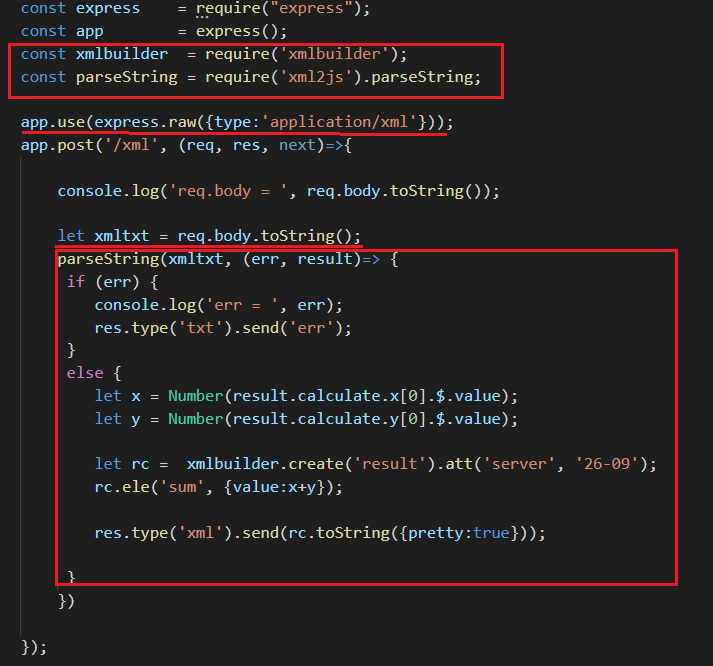 const express    = require("express");
const app        = express();
const xmlbuilder  = require('xmlbuilder');
const parseString = require('xml2js').parseString;
app.use(express.raw({type:'application/xml'}));
app.post('/xml', (req, res, next)=>{
console.log('req.body = ', req.body.toString());
let xmltxt = req.body.toString();
parseString(xmltxt, (err, result)=> {
if (err) {
console.log('err = ', err);
res.type('txt').send('err');
}
else {
let x = Number(result.calculate.x[0].$.value);
let y = Number(result.calculate.y[0].$.value);
let rc =  xmlbuilder.create('result').att('server', '26-09');
rc.ele('sum', {value:x+y});
res.type('xml').send(rc.toString({pretty:true}));
}
})
});